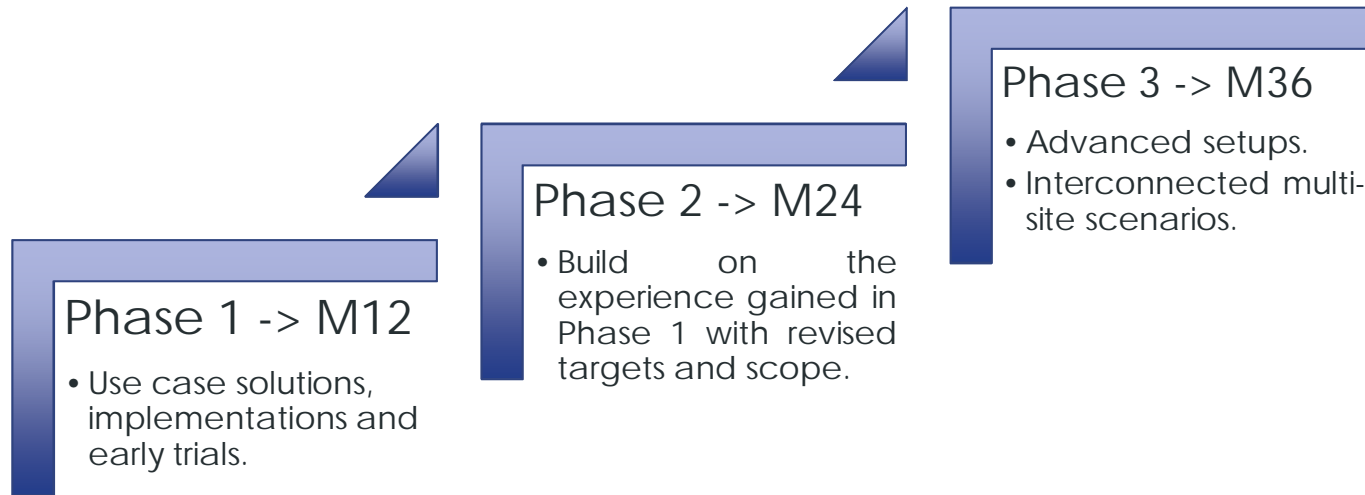 Phase 1 -> M12
• Use case solutions,
implementations and
early trials.
Phase 2 -> M24
• Build on the
experience gained in
Phase 1 with revised
targets and scope.
Phase 3 -> M36
• Advanced setups.
• Interconnected multi-
site scenarios.